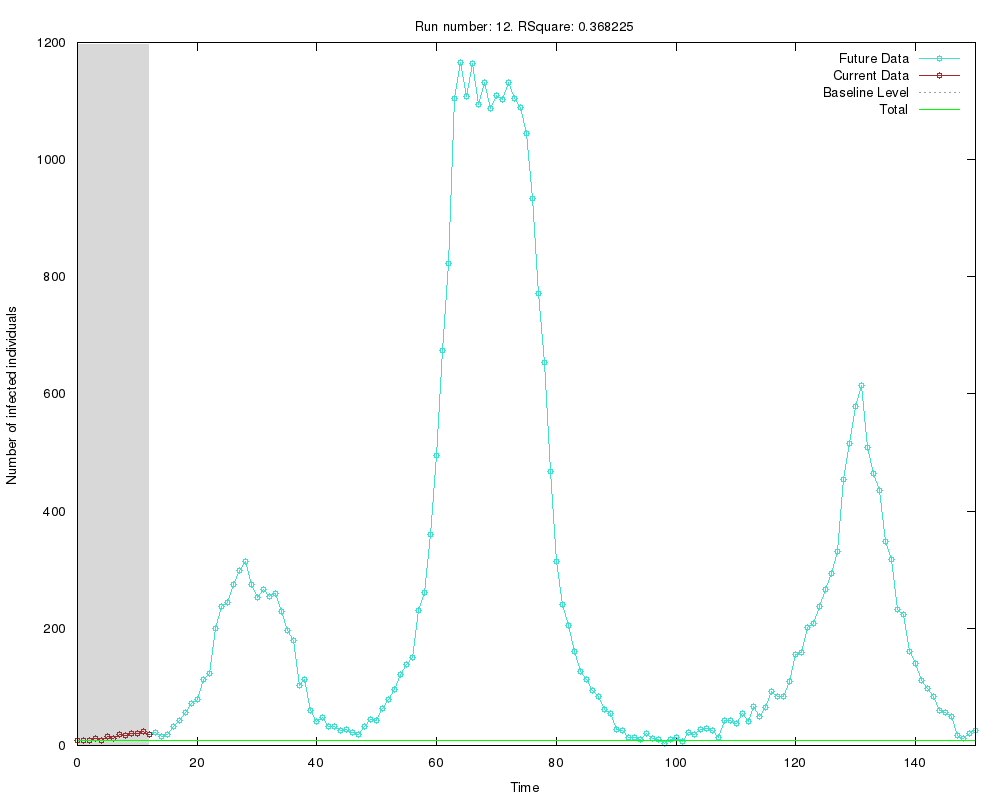 Run number: 12. RSquare: 0.368225
1200
1000
800
600
400
200
0
Number of infected individuals
Future Data
Current Data
Baseline Level
Total
0 20 40 60 80 100 120 140
Time